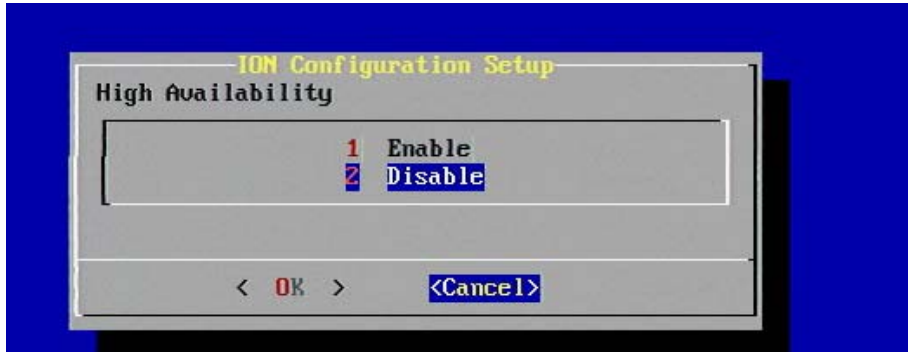 ION Configuration Setup
High Availability
1 Enable
2 Disable
< OK > <Cancel>